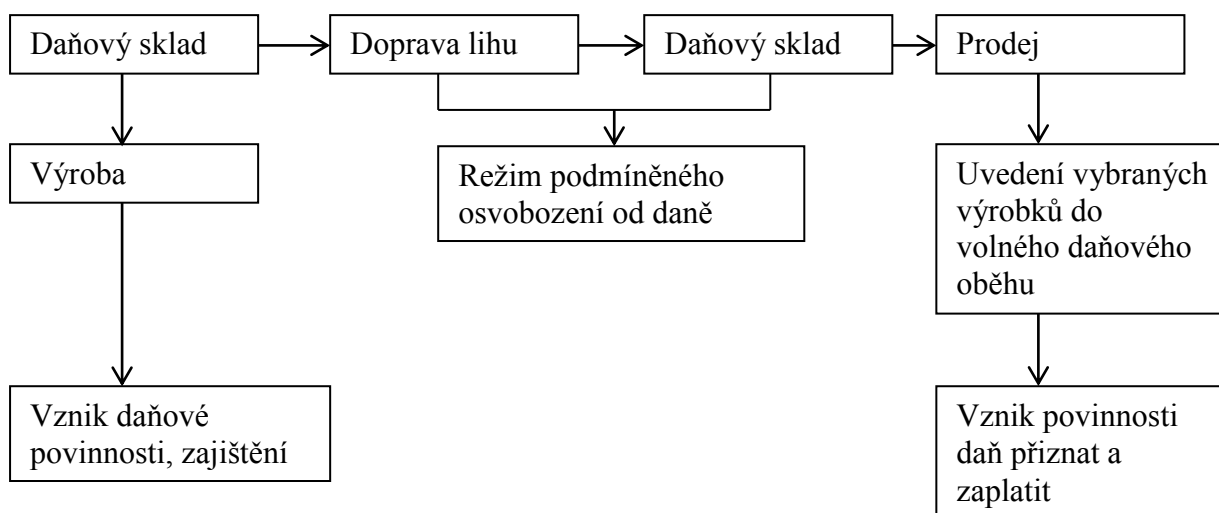 Daňový sklad
Doprava lihu
Daňový sklad
Prodej
Výroba
Režim podmíněného
osvobození od daně
Uvedení vybraných
výrobků do
volného daňového
oběhu
Vznik daňové
povinnosti, zajištění
Vznik povinnosti
daň přiznat a
zaplatit